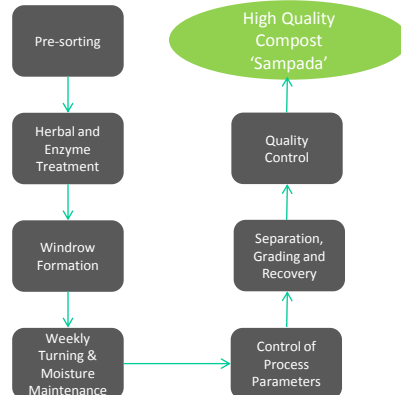 Pre-sorting
Herbal and
Enzyme
Treatment
Windrow
Formation
Weekly
Turning &
Moisture
Maintenance
Control of
Process
Parameters
Separation,
Grading and
Recovery
Quality
Control
High Quality
Compost
‘Sampada’